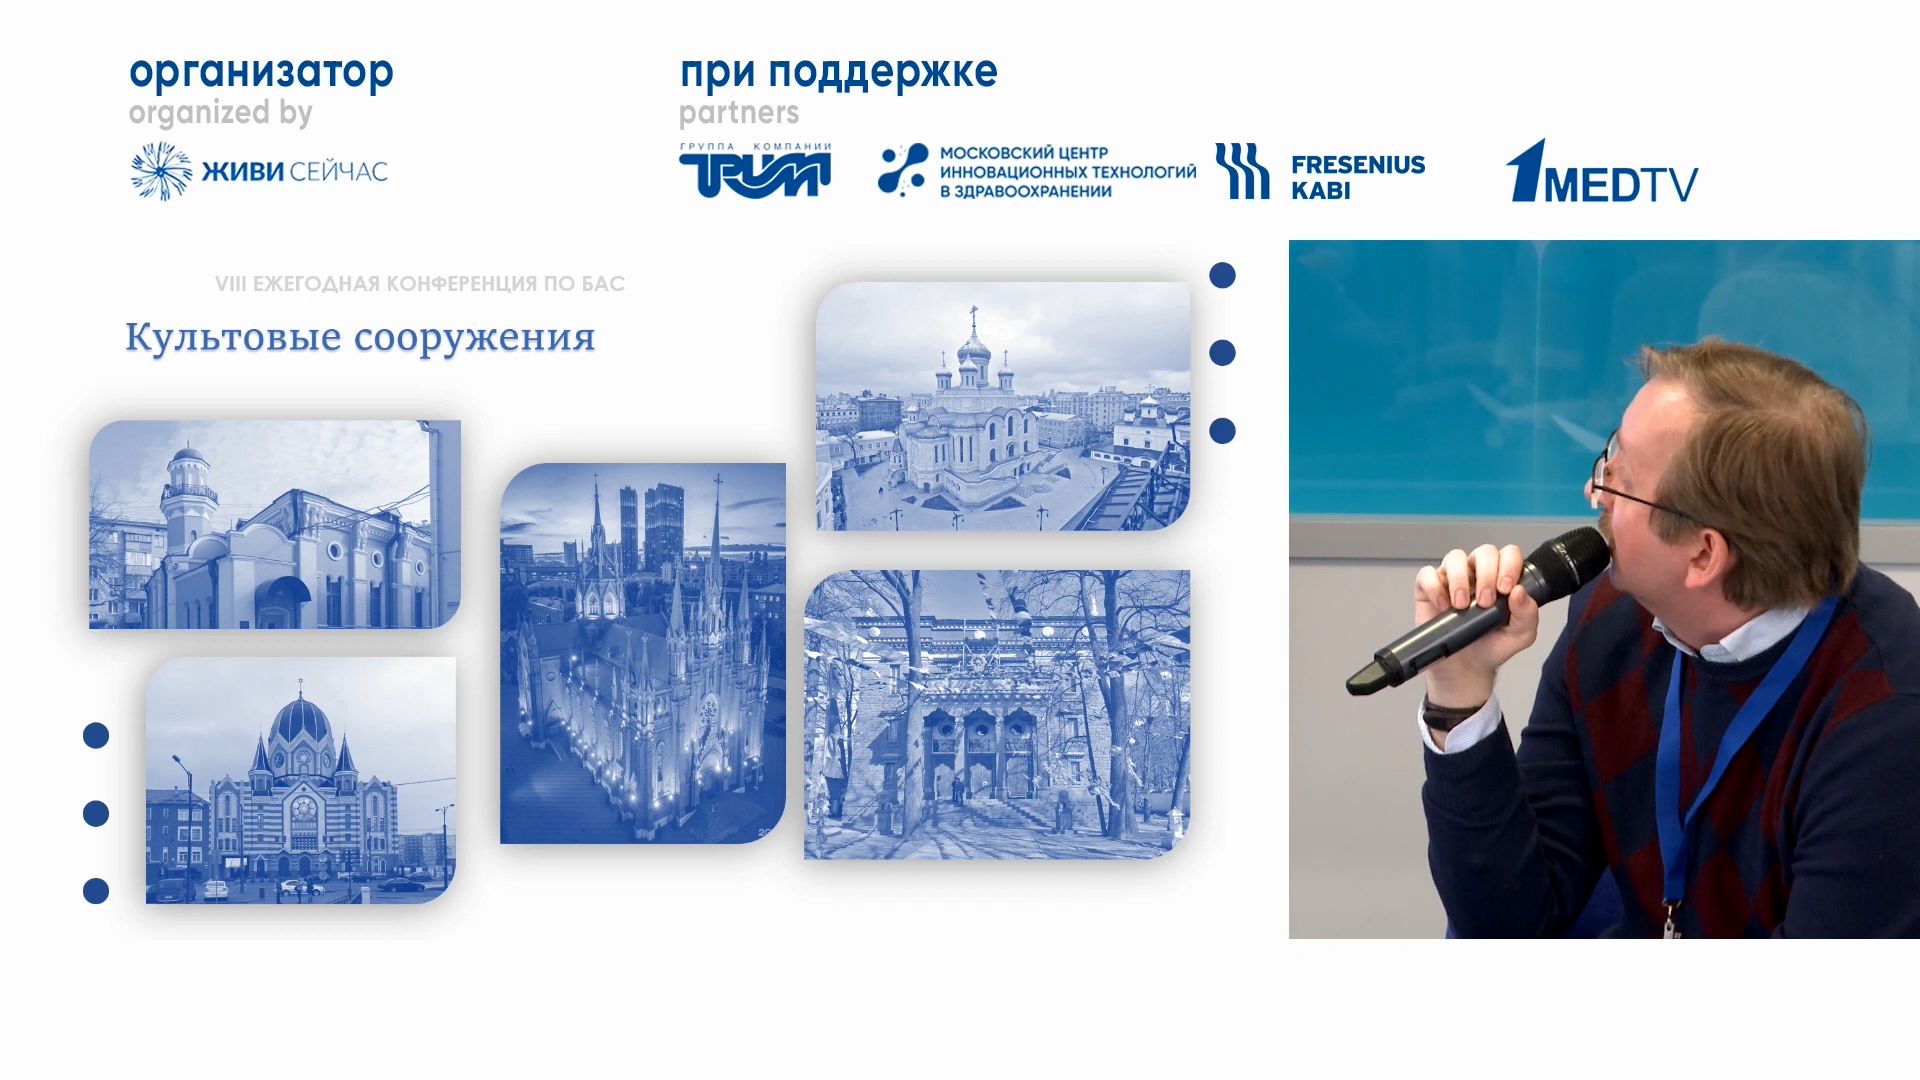 организатор
organized by
ЖИВИ СЕЙЧАС
при поддержке
partners
ГРУППА КОМПАНИИ
ТРИМ
МОСКОВСКИЙ ЦЕНТР
ИННОВАЦИОННЫХ ТЕХНОЛОГИЙ
В ЗДРАВООХРАНЕНИИ
FRESENIUS
KABI
1MEDTV
VIII ЕЖЕГОДНАЯ КОНФЕРЕНЦИЯ ПО БАС
Культовые сооружения